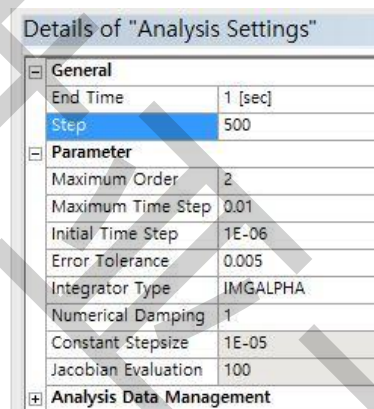 Details of "Analysis Settings"
General
End Time 1 [sec]
Step 500
Parameter
Maximum Order 2
Maximum Time Step 0.01
Initial Time Step 1E-06
Error Tolerance 0.005
Integrator Type IMGALPHA
Numerical Damping 1
Constant Stepsize 1E-05
Jacobian Evaluation 100
Analysis Data Management